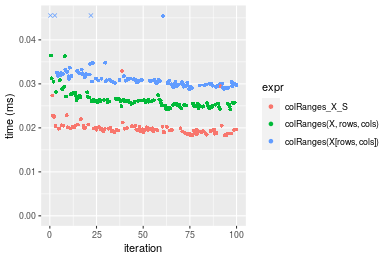 time (ms)
0.04
0.03
0.02
0.01
0.00
0
25
50
75
100
iteration
expr
colRanges_X_S
colRanges(X, rows, cols)
colRanges(X[rows, cols])